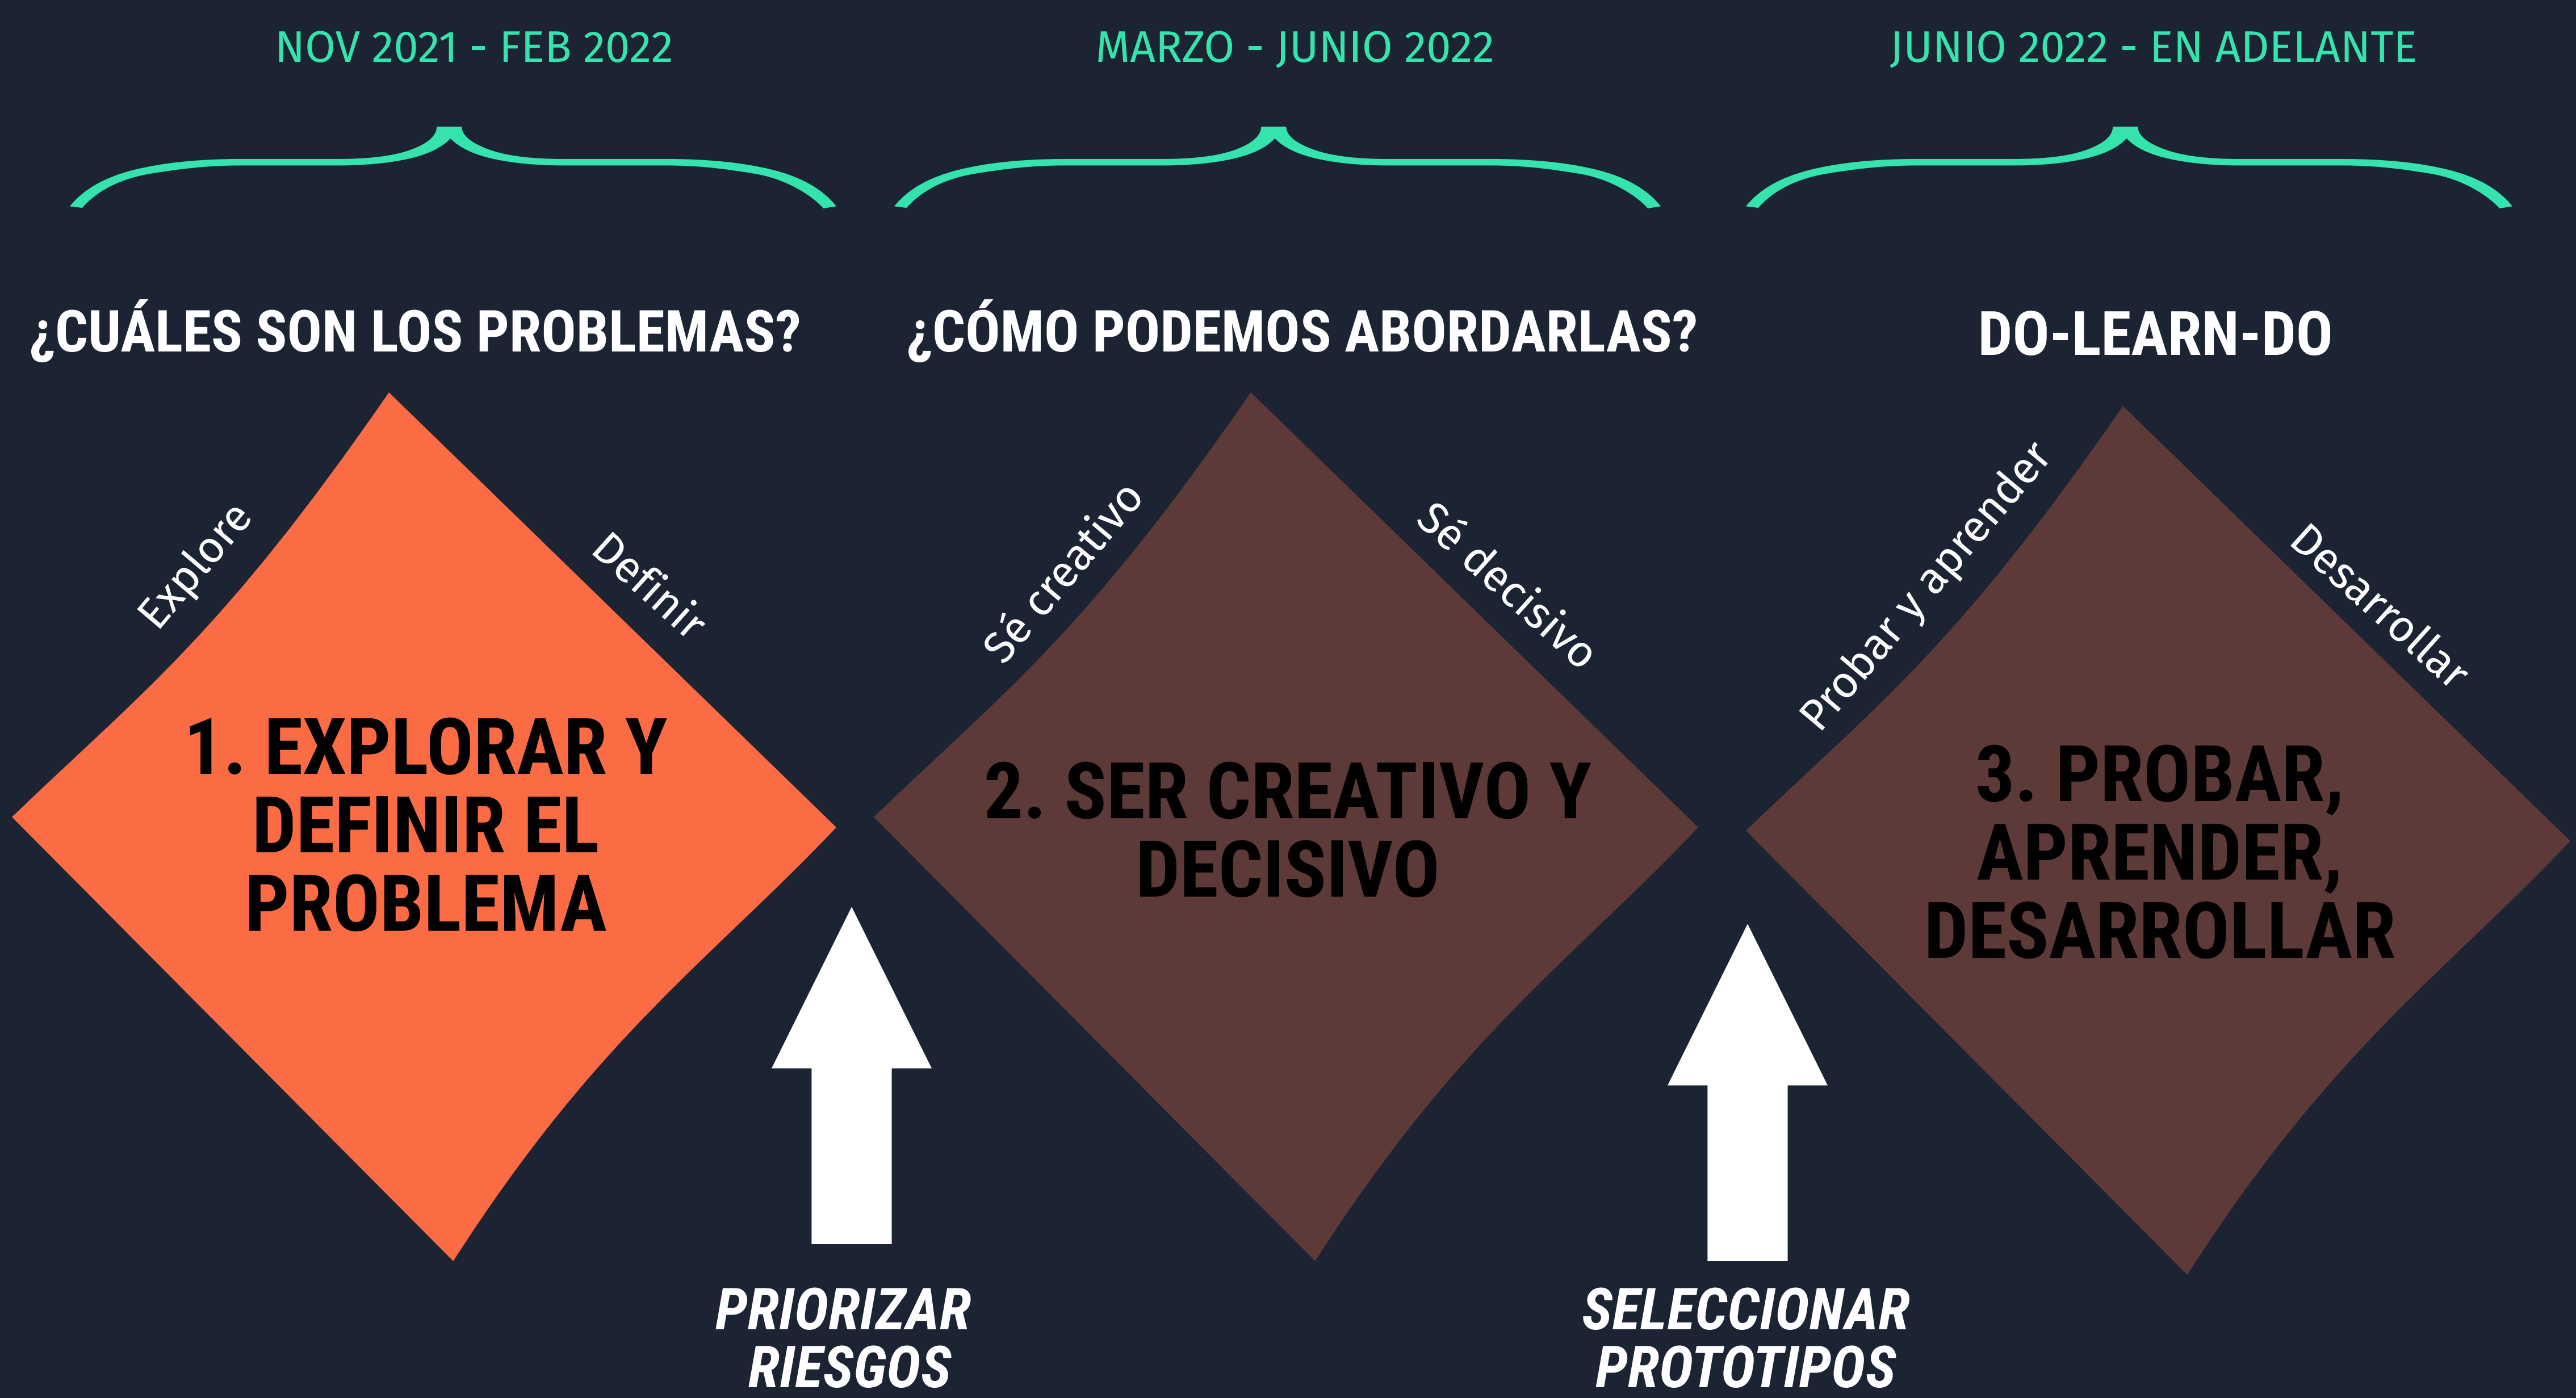 NOV 2021 - FEB 2022
MARZO - JUNIO 2022
JUNIO 2022 - EN ADELANTE
¿CUÁLES SON LOS PROBLEMAS?
¿CÓMO PODEMOS ABORDARLAS?
DO-LEARN-DO
Explore
Definir
1. EXPLORAR Y
DEFINIR EL
PROBLEMA
Sé creativo
Sé decisivo
2. SER CREATIVO Y
DECISIVO
Probar y aprender
Desarrollar
3. PROBAR,
APRENDER,
DESARROLLAR
PRIORIZAR
RIESGOS
SELECCIONAR
PROTOTIPOS